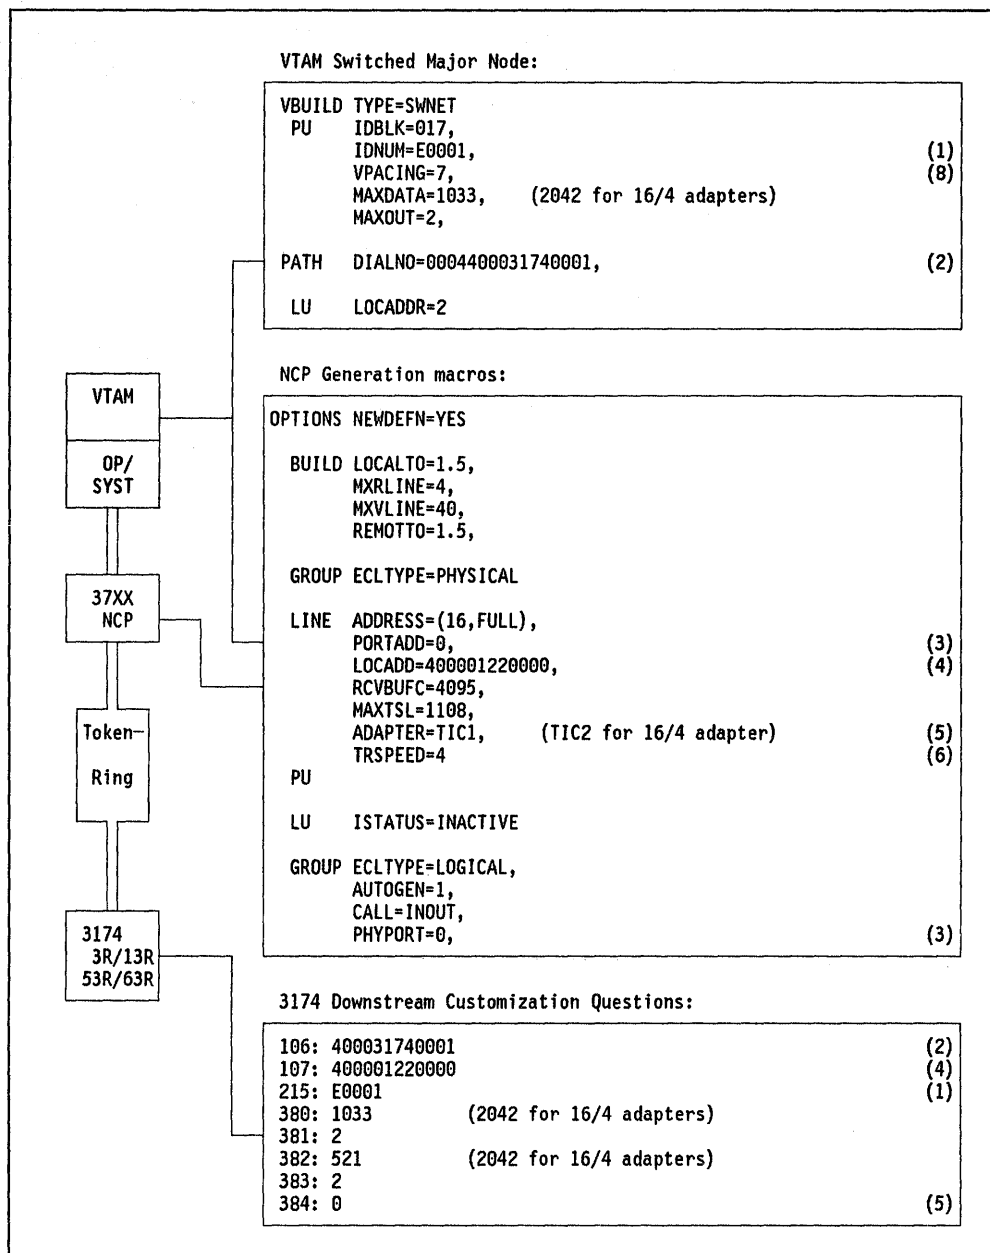 VTAM Switched Major Node:
VBUILD TYPE=SWNET
PU IDBLK=017,
IDNUM=E0001, (1)
VPACING=7, (8)
MAXDATA=1033, (2042 for 16/4 adapters)
MAXOUT=2,
PATH DIALNO=0004400031740001, (2)
LU LOCADDR=2
NCP Generation macros:
OPTIONS NEWDEFN=YES
BUILD LOCALTO=1.5,
MXRLINE=4,
MXVLINE=40,
REMOTTO=1.5,
GROUP ECLTYPE=PHYSICAL
LINE ADDRESS=(16,FULL),
PORTADD=0, (3)
LOCADD=400001220000, (4)
RCVBUFC=4095,
MAXTSL=1108,
ADAPTER=TIC1, (TIC2 for 16/4 adapter) (5)
TRSPEED=4 (6)
PU
LU ISTATUS=INACTIVE
GROUP ECLTYPE=LOGICAL,
AUTOGEN=1,
CALL=INOUT,
PHYPORT=0, (3)
VTAM
OP/
SYST
37XX
NCP
Token-
Ring
3174
3R/13R
53R/63R
3174 Downstream Customization Questions:
106: 400031740001 (2)
107: 400001220000 (4)
215: E0001 (1)
380: 1033 (2042 for 16/4 adapters)
381: 2
382: 521 (2042 for 16/4 adapters)
383: 2
384: 0 (5)